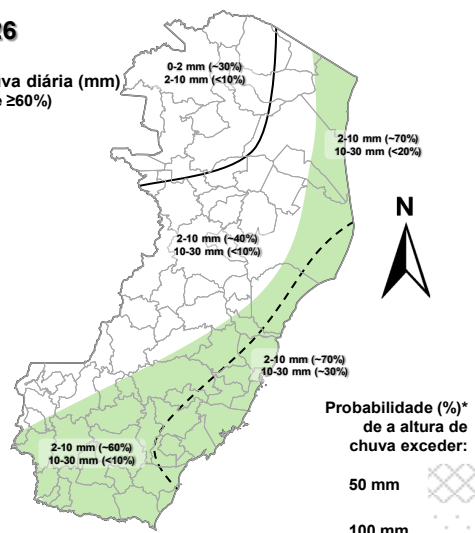 26
uva diária (mm)
e ≥60%)
0-2 mm (~30%)
2-10 mm (<10%)
2-10 mm (~70%)
10-30 mm (<20%)
2-10 mm (~40%)
10-30 mm (<10%)
N
2-10 mm (~70%)
10-30 mm (~30%)
2-10 mm (~60%)
10-30 mm (<10%)
Probabilidade (%)*
de a altura de
chuva exceder:
50 mm
100 mm